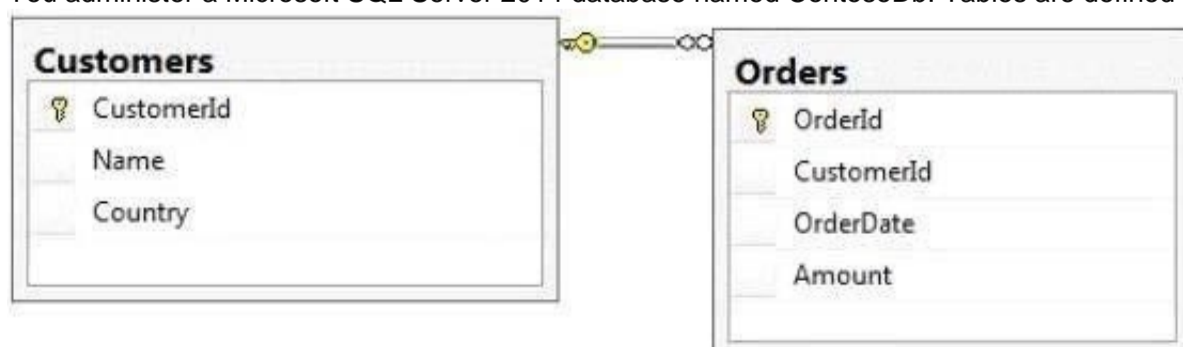 You administer a Microsoft SQL Server 2014 database named ContosoDb. Tables are defined
Customers
CustomerId
Name
Country
Orders
OrderId
CustomerId
OrderDate
Amount